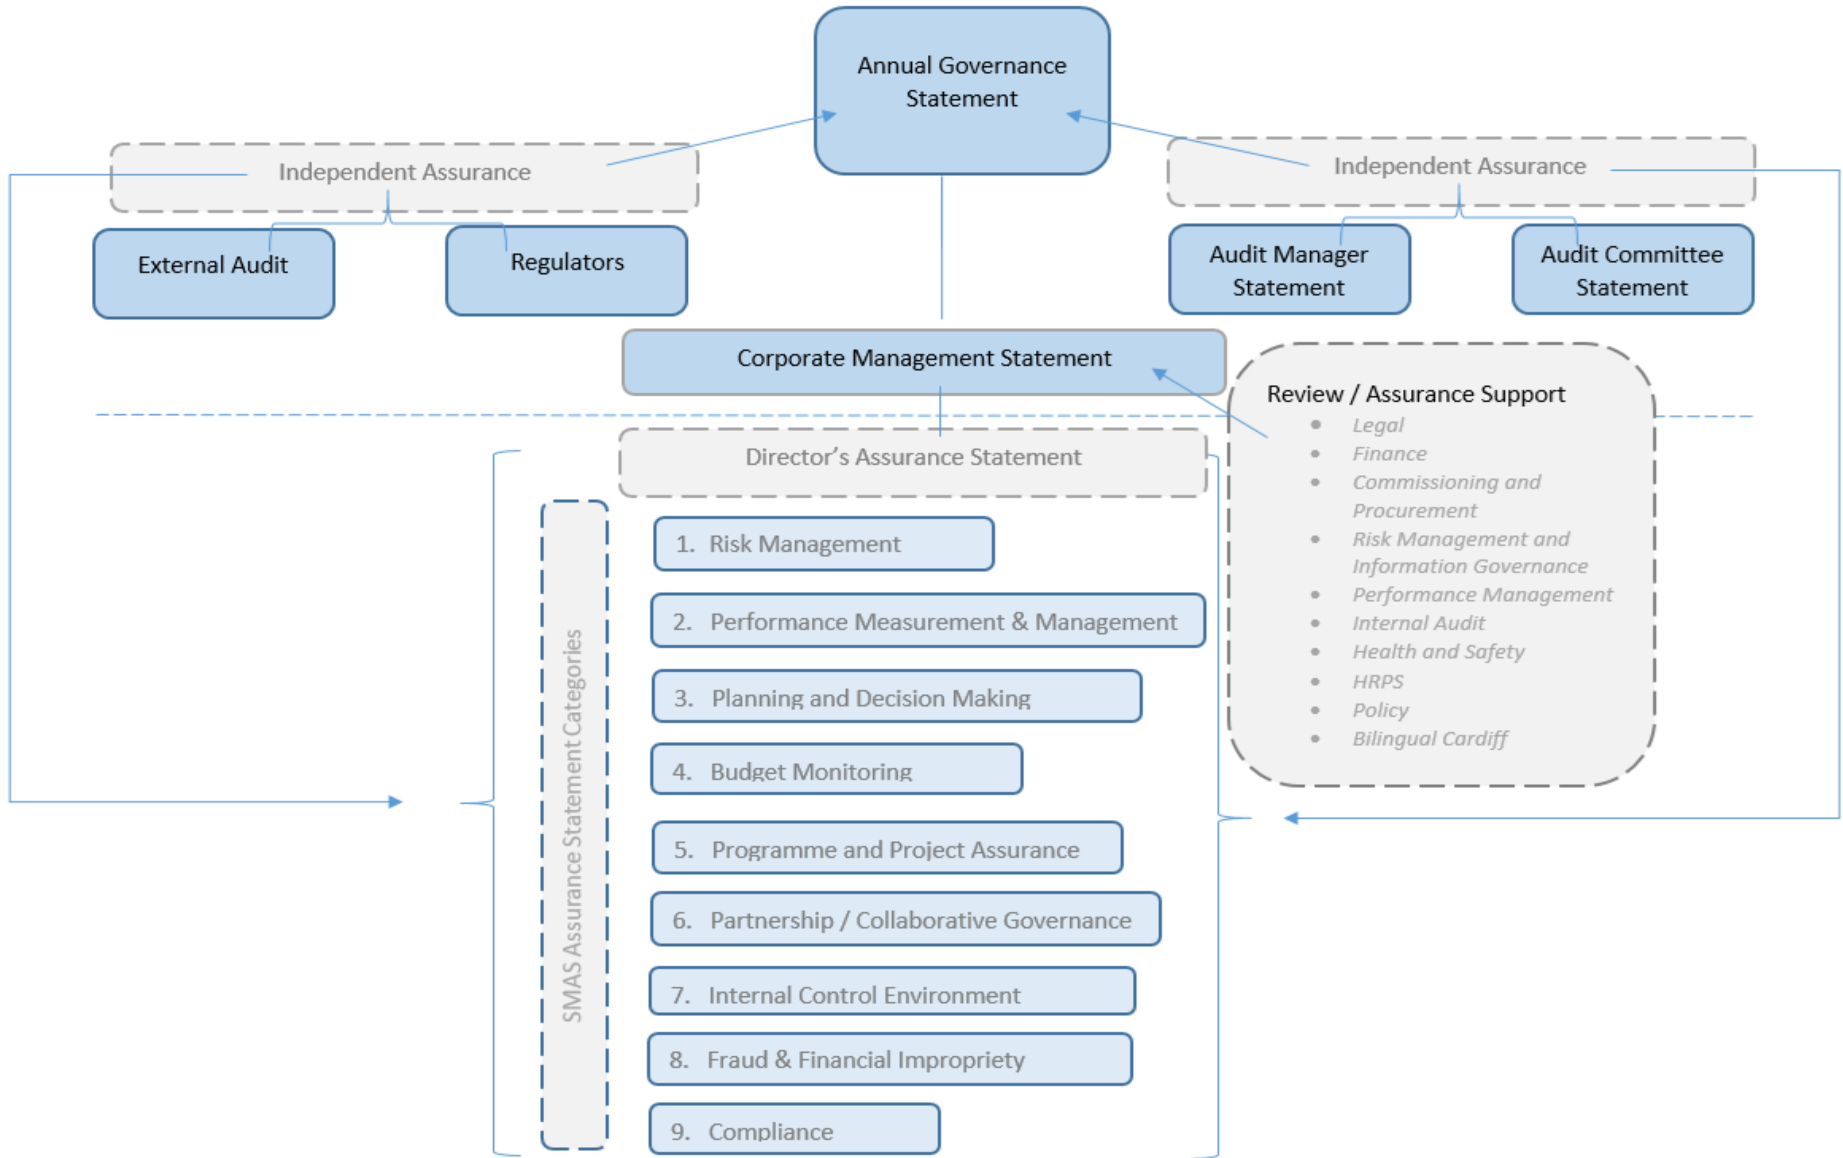 Annual Governance
Statement
Independent Assurance
Independent Assurance
External Audit
Regulators
Audit Manager
Statement
Audit Committee
Statement
Corporate Management Statement
Review / Assurance Support
• Legal
• Finance
• Commissioning and
Procurement
• Risk Management and
Information Governance
• Performance Management
• Internal Audit
• Health and Safety
• HRPS
• Policy
• Bilingual Cardiff
Director’s Assurance Statement
SMAS Assurance Statement Categories
1. Risk Management
2. Performance Measurement & Management
3. Planning and Decision Making
4. Budget Monitoring
5. Programme and Project Assurance
6. Partnership / Collaborative Governance
7. Internal Control Environment
8. Fraud & Financial Impropriety
9. Compliance